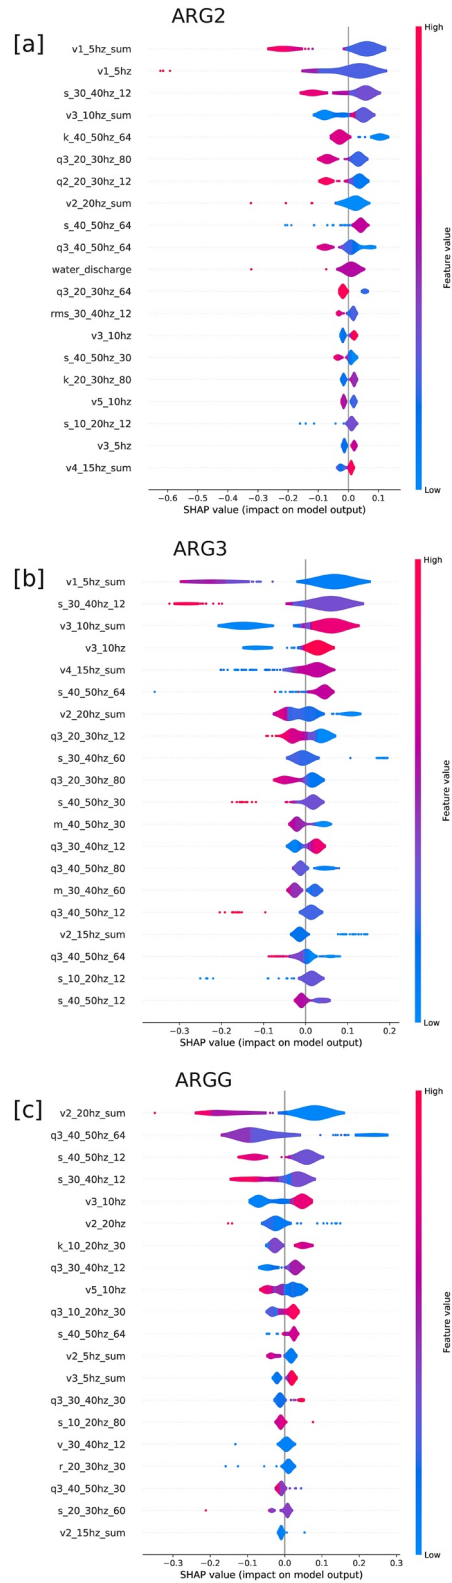 ARG2
[a]
High
v1_5hz_sum
v1_5hz
s_30_40hz_12
v3_10hz_sum
k_40_50hz_64
q3_20_30hz_80
q2_20_30hz_12
v2_20hz_sum
s_40_50hz_64
q3_40_50hz_64
water_discharge
q3_20_30hz_64
rms_30_40hz_12
v3_10hz
s_40_50hz_30
k_20_30hz_80
v5_10hz
s_10_20hz_12
v3_5hz
v4_15hz_sum
Feature value
Low
−0.6 −0.5 −0.4 −0.3 −0.2 −0.1 0.0 0.1
SHAP value (impact on model output)
ARG3
[b]
High
v1_5hz_sum
s_30_40hz_12
v3_10hz_sum
v3_10hz
v4_15hz_sum
s_40_50hz_64
v2_20hz_sum
q3_20_30hz_12
s_30_40hz_60
q3_20_30hz_80
s_40_50hz_30
m_40_50hz_30
q3_30_40hz_12
q3_40_50hz_80
m_30_40hz_60
q3_40_50hz_12
v2_15hz_sum
q3_40_50hz_64
s_10_20hz_12
s_40_50hz_12
Feature value
Low
−0.3 −0.2 −0.1 0.0 0.1 0.2
SHAP value (impact on model output)
ARGG
[c]
High
v2_20hz_sum
q3_40_50hz_64
s_40_50hz_12
s_30_40hz_12
v3_10hz
v2_20hz
k_10_20hz_30
q3_30_40hz_12
v5_10hz
q3_10_20hz_30
s_40_50hz_64
v2_5hz_sum
v3_5hz_sum
q3_30_40hz_30
s_10_20hz_80
v_30_40hz_12
r_20_30hz_30
q3_40_50hz_30
s_20_30hz_60
v2_15hz_sum
Feature value
Low
−0.3 −0.2 −0.1 0.0 0.1 0.2 0.3
SHAP value (impact on model output)